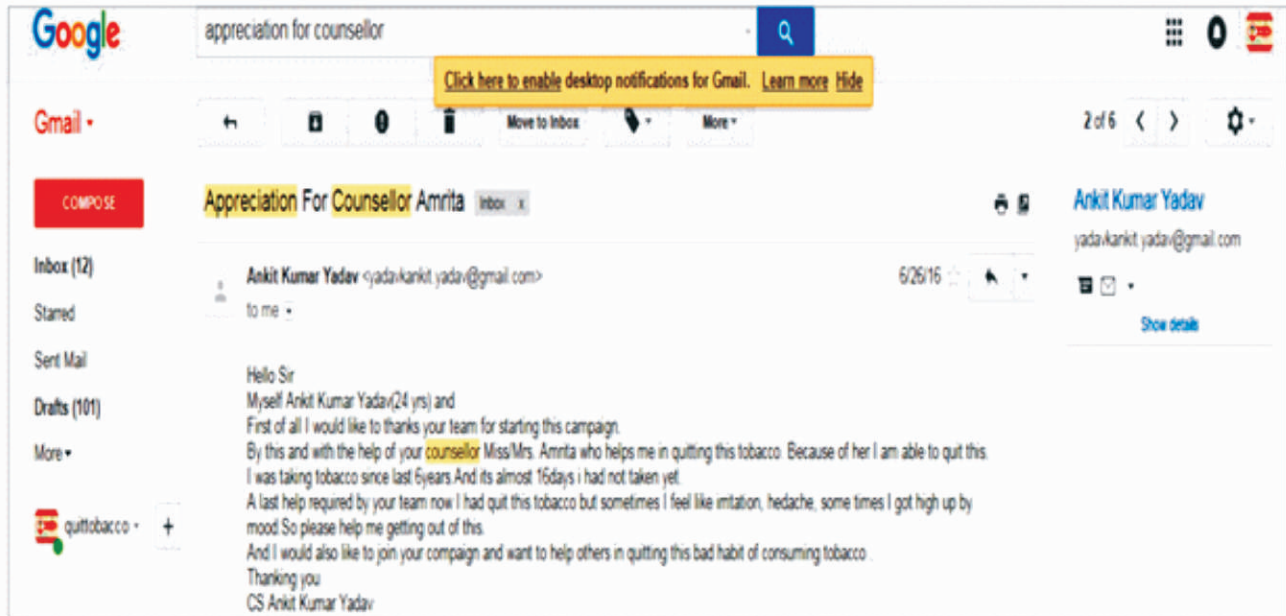 Google
appreciation for counsellor
Click here to enable desktop notifications for Gmail. Learn more Hide
Gmail
Move to Inbox
More
2 of 6
COMPOSE
Appreciation For Counsellor Amrita Inbox x
Ankit Kumar Yadav
yadavkankit.yadav@gmail.com
Show details
Inbox (12)
Starred
Sent Mail
Drafts (101)
More
quittobacco
+
Ankit Kumar Yadav <yadavkankit.yadav@gmail.com>
6/26/16
to me
Hello Sir
Myself Ankit Kumar Yadav(24 yrs) and
First of all I would like to thanks your team for starting this campaign.
By this and with the help of your counsellor Miss/Mrs. Amrita who helps me in quitting this tobacco. Because of her I am able to quit this.
I was taking tobacco since last 6years.And its almost 16days i had not taken yet.
A last help required by your team now I had quit this tobacco but sometimes I feel like irritation, hedache, some times I got high up by
mood.So please help me getting out of this.
And I would also like to join your compaign and want to help others in quitting this bad habit of consuming tobacco .
Thanking you
CS Ankit Kumar Yadav